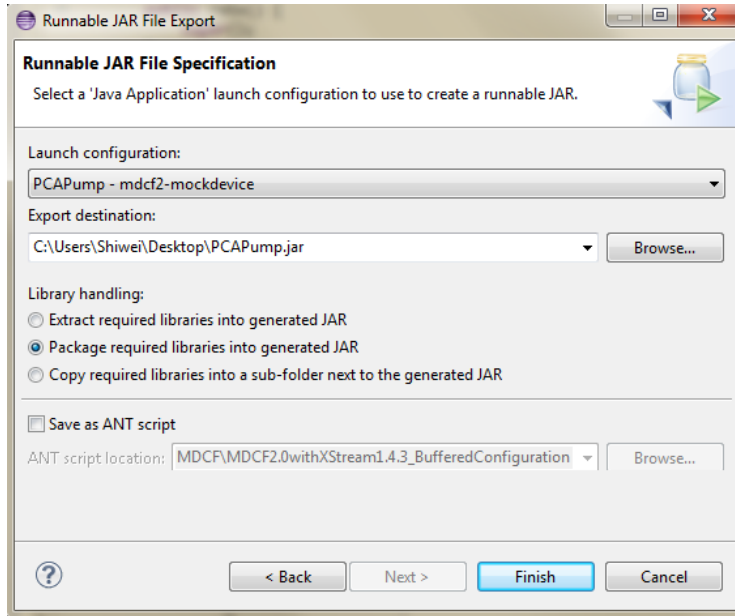 Runnable JAR File Export
Runnable JAR File Specification
Select a 'Java Application' launch configuration to use to create a runnable JAR.
Launch configuration:
PCAPump - mdcf2-mockdevice
Export destination:
C:\Users\Shiwei\Desktop\PCAPump.jar
Browse...
Library handling:
Extract required libraries into generated JAR
Package required libraries into generated JAR
Copy required libraries into a sub-folder next to the generated JAR
Save as ANT script
ANT script location: MDCF\MDCF2.0withXStream1.4.3_BufferedConfiguration Browse...
? < Back Next > Finish Cancel